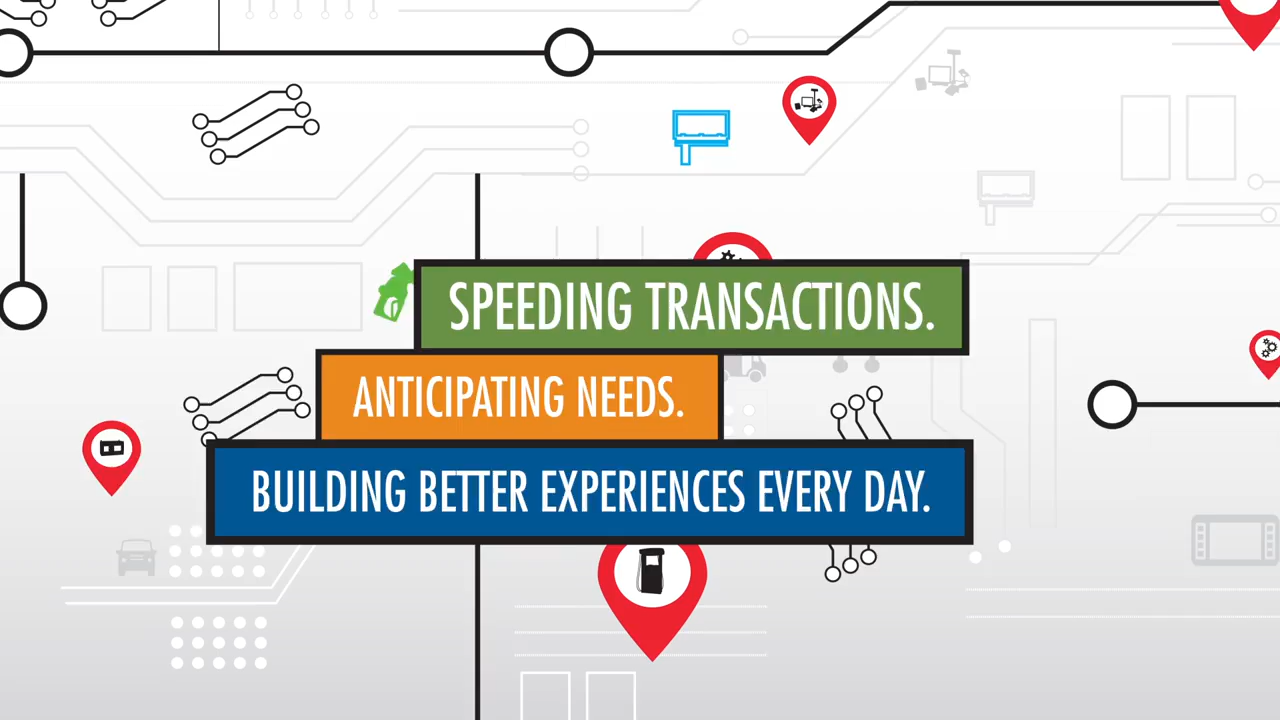 SPEEDING TRANSACTIONS.
ANTICIPATING NEEDS.
BUILDING BETTER EXPERIENCES EVERY DAY.